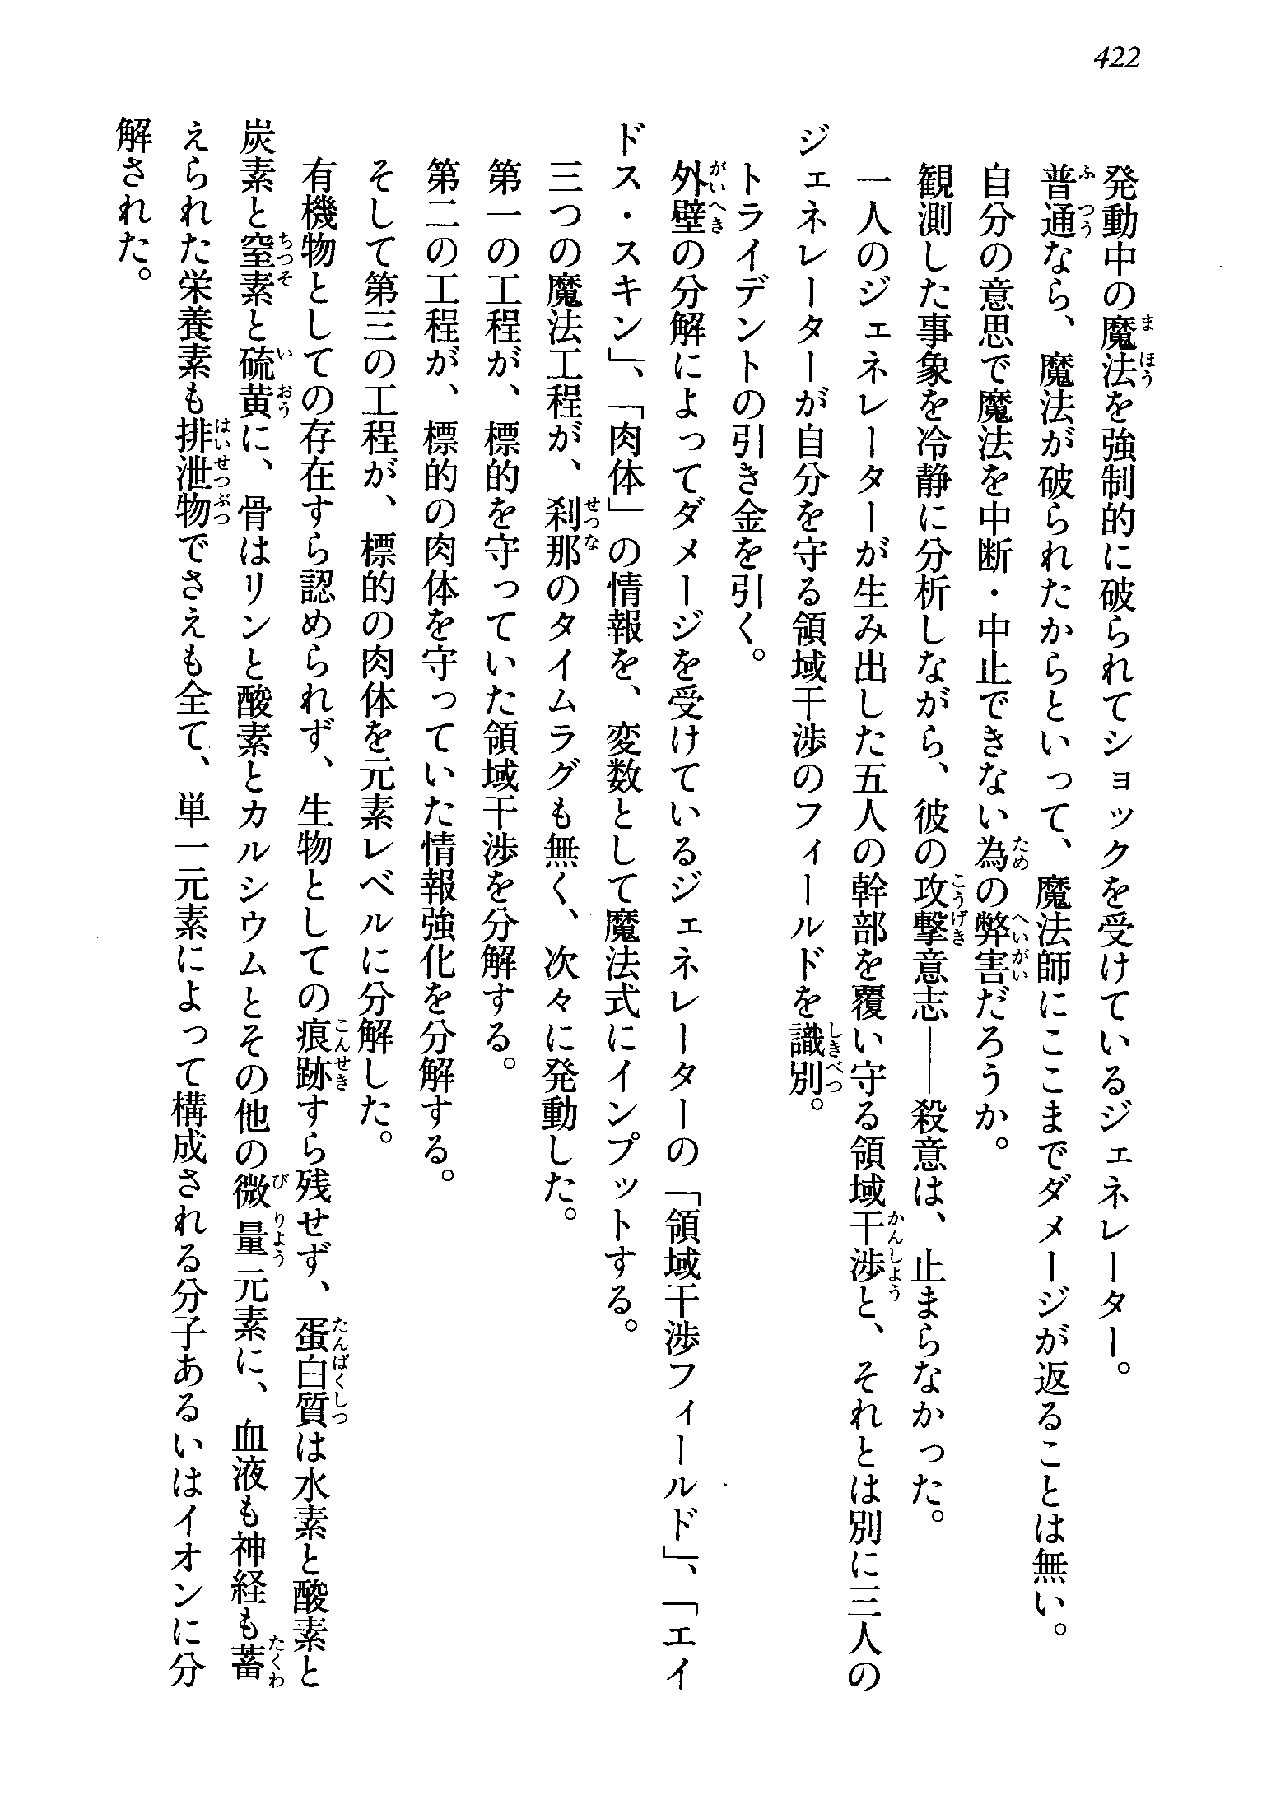 422
発動中の魔法を強制的に破られてショックを受けているジェネレーター。
普通なら、魔法が破られたからといって、魔法師にここまでダメージが返ることは無い。
自分の意思で魔法を中断・中止できない為の弊害だろうか。
観測した事象を冷静に分析しながら、彼の攻撃意志――殺意は、止まらなかった。
一人のジェネレーターが生み出した五人の幹部を覆い守る領域干渉と、それとは別に三人の
ジェネレーターが自分を守る領域干渉のフィールドを識別。
トライデントの引き金を引く。
外壁の分解によってダメージを受けているジェネレーターの「領域干渉フィールド」、「エイ
ドス・スキン」、「肉体」の情報を、変数として魔法式にインプットする。
三つの魔法工程が、刹那のタイムラグも無く、次々に発動した。
第一の工程が、標的を守っていた領域干渉を分解する。
第二の工程が、標的の肉体を守っていた情報強化を分解する。
そして第三の工程が、標的の肉体を元素レベルに分解した。
有機物としての存在すら認められず、生物としての痕跡すら残せず、蛋白質は水素と酸素と
炭素と窒素と硫黄に、骨はリンと酸素とカルシウムとその他の微量元素に、血液も神経も蓄
えられた栄養素も排泄物でさえも全て、単一元素によって構成される分子あるいはイオンに分
解された。